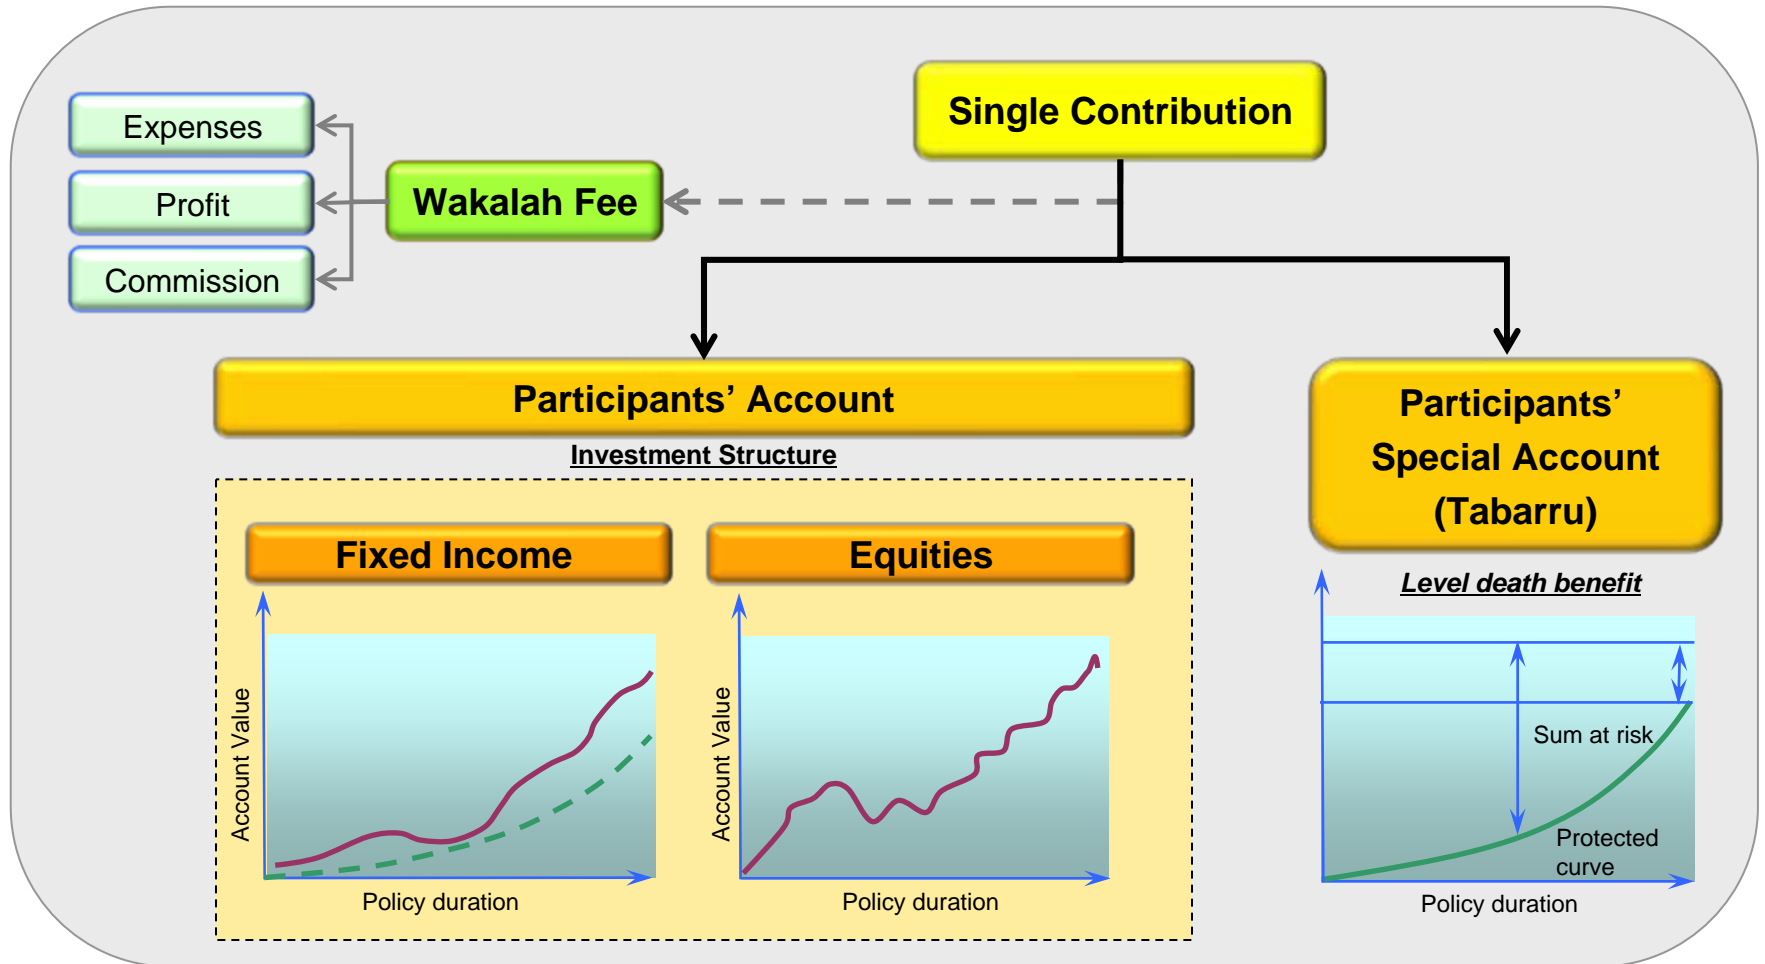 Single Contribution
Expenses
Profit
Commission
Wakalah Fee
Participants’ Account
Investment Structure
Fixed Income
Account Value
Policy duration
Equities
Account Value
Policy duration
Participants’
Special Account
(Tabarru)
Level death benefit
Sum at risk
Protected
curve
Policy duration